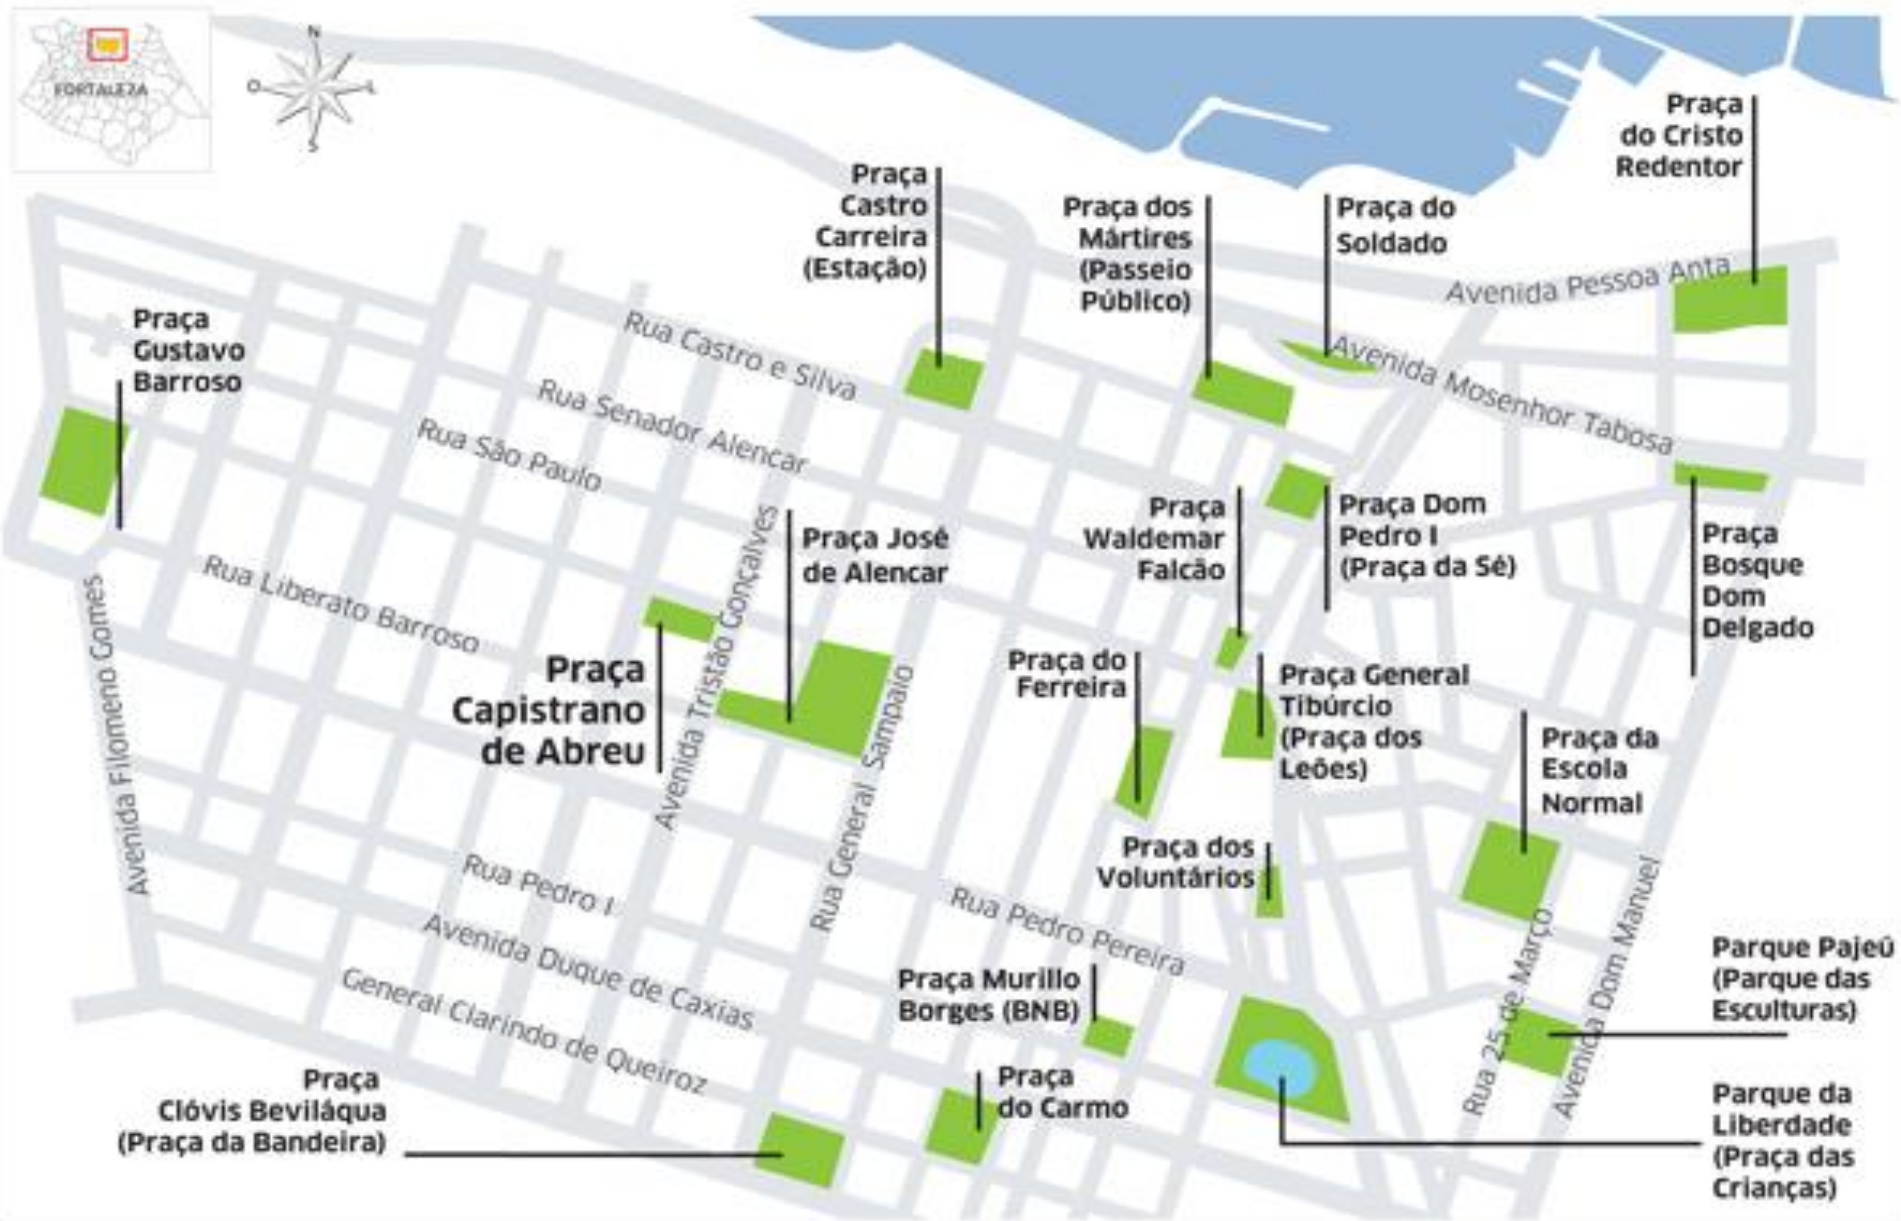 N
O
L
S
FORTALEZA
Praça
do Cristo
Redentor
Praça
Castro
Carreira
(Estação)
Praça dos
Mártires
(Passeio
Público)
Praça do
Soldado
Avenida Pessoa Anta
Praça
Gustavo
Barroso
Rua Castro e Silva
Avenida Mosenhor Tabosa
Rua Senador Alencar
Rua São Paulo
Praça José
de Alencar
Praça
Waldemar
Falcão
Praça Dom
Pedro I
(Praça da Sé)
Praça
Bosque
Dom
Delgado
Rua Liberato Barroso
Avenida Filomeno Gomes
Avenida Tristão Gonçalves
Praça
Capistrano
de Abreu
Praça do
Ferreira
Praça General
Tibúrcio
(Praça dos
Leões)
Rua General Sampaio
Praça da
Escola
Normal
Praça dos
Voluntários
Rua Pedro I
Rua Pedro Pereira
Avenida Duque de Caxias
General Clarindo de Queiroz
Praça Murillo
Borges (BNB)
Rua 25 de Março
Avenida Dom Manuel
Parque Pajeú
(Parque das
Esculturas)
Praça
Clóvis Beviláqua
(Praça da Bandeira)
Praça
do Carmo
Parque da
Liberdade
(Praça das
Crianças)